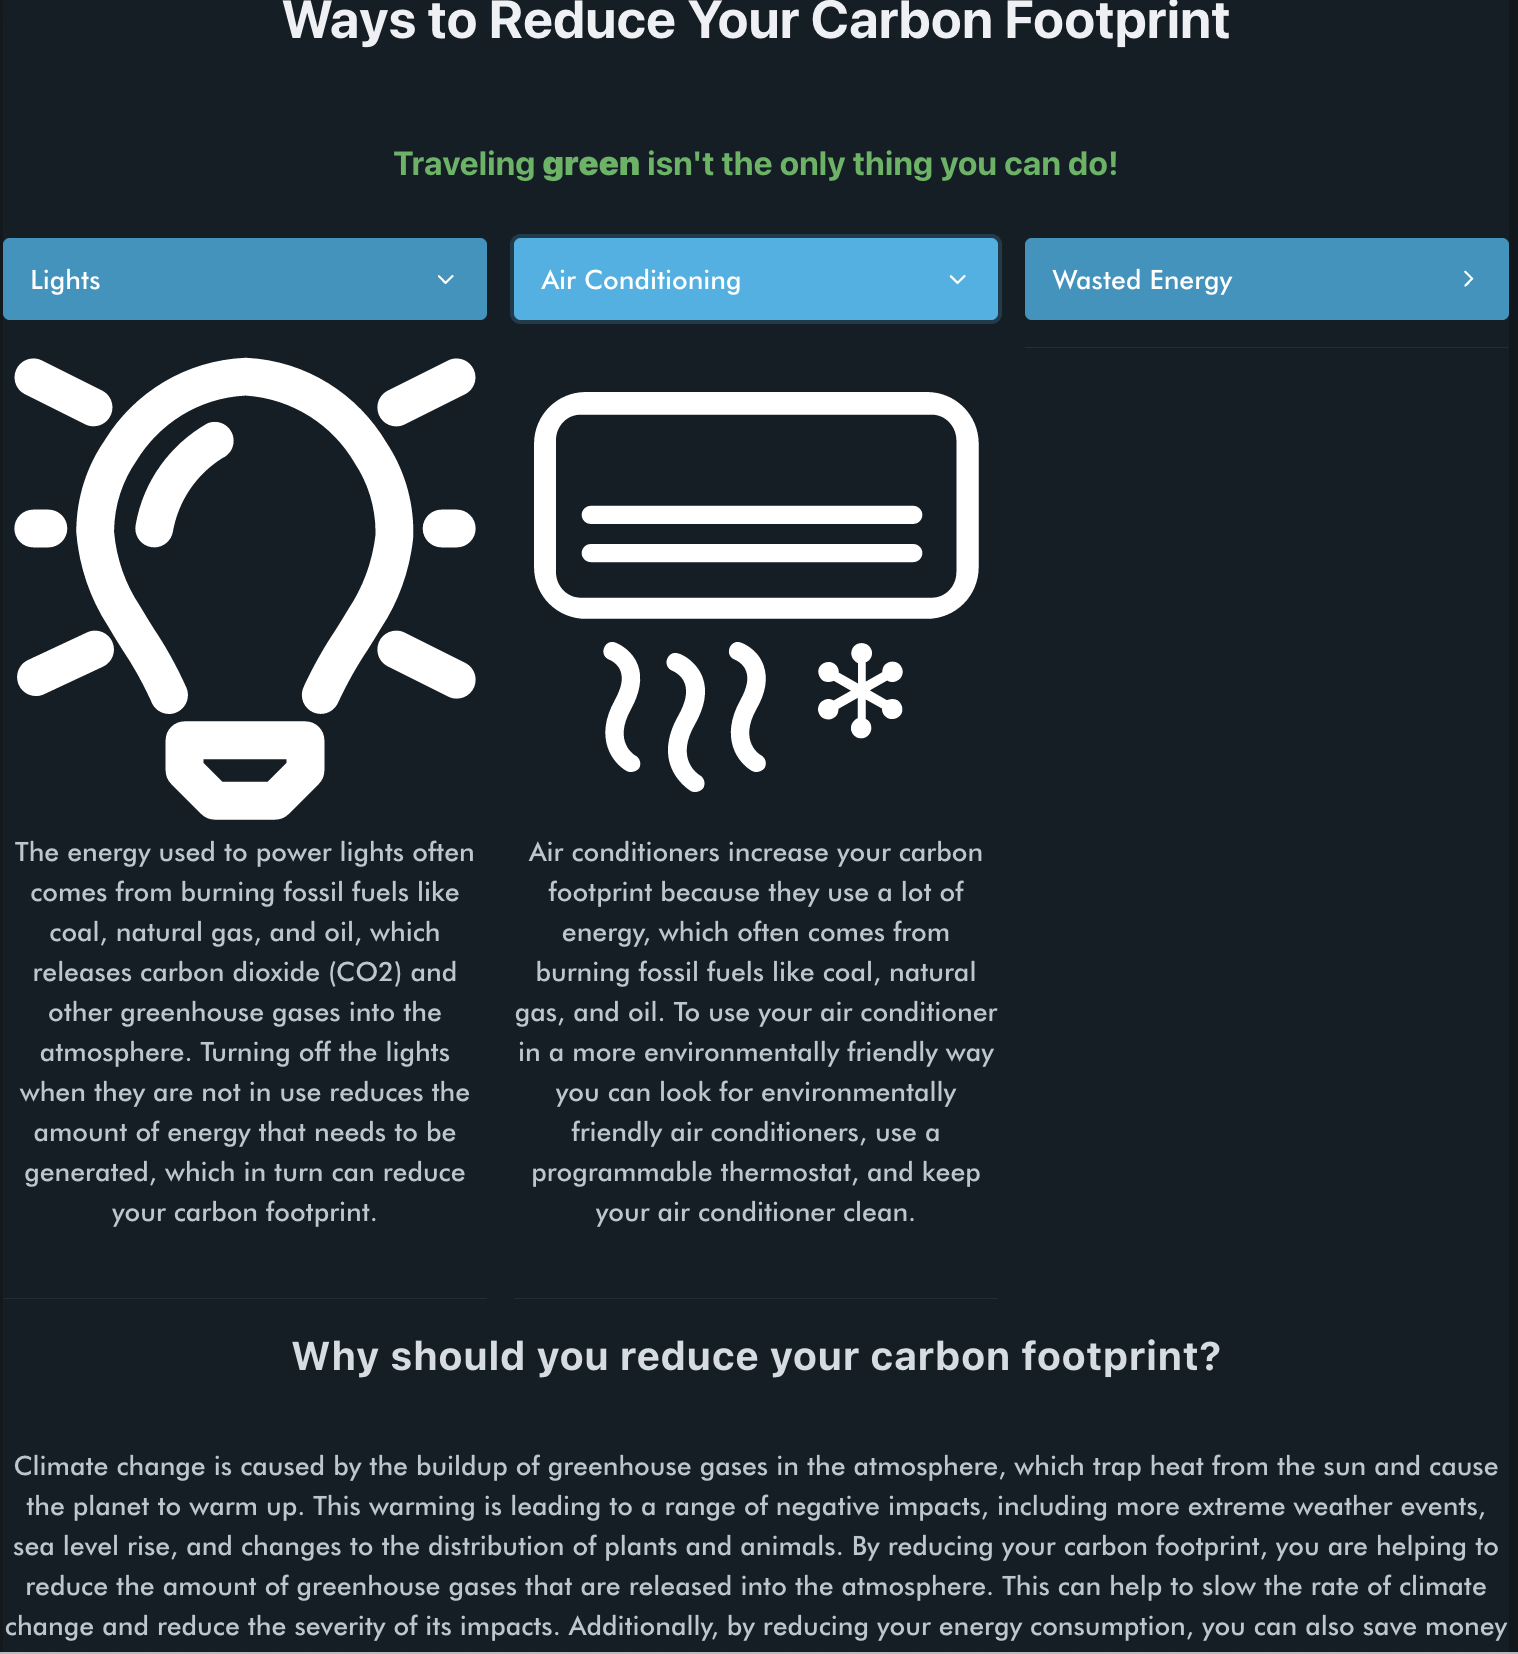 Ways to Reduce Your Carbon Footprint
Traveling green isn't the only thing you can do!
Lights
Air Conditioning
Wasted Energy
The energy used to power lights often
comes from burning fossil fuels like
coal, natural gas, and oil, which
releases carbon dioxide (CO2) and
other greenhouse gases into the
atmosphere. Turning off the lights
when they are not in use reduces the
amount of energy that needs to be
generated, which in turn can reduce
your carbon footprint.
Air conditioners increase your carbon
footprint because they use a lot of
energy, which often comes from
burning fossil fuels like coal, natural
gas, and oil. To use your air conditioner
in a more environmentally friendly way
you can look for environmentally
friendly air conditioners, use a
programmable thermostat, and keep
your air conditioner clean.
Why should you reduce your carbon footprint?
Climate change is caused by the buildup of greenhouse gases in the atmosphere, which trap heat from the sun and cause
the planet to warm up. This warming is leading to a range of negative impacts, including more extreme weather events,
sea level rise, and changes to the distribution of plants and animals. By reducing your carbon footprint, you are helping to
reduce the amount of greenhouse gases that are released into the atmosphere. This can help to slow the rate of climate
change and reduce the severity of its impacts. Additionally, by reducing your energy consumption, you can also save money